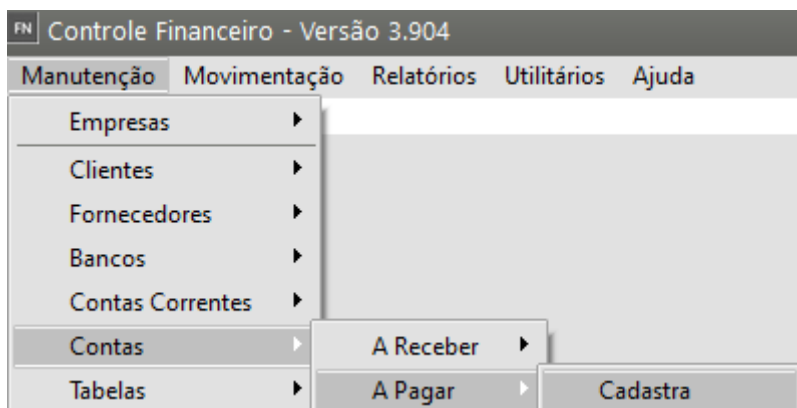 FN Controle Financeiro - Versão 3.904
Manutenção Movimentação Relatórios Utilitários Ajuda
Empresas
Clientes
Fornecedores
Bancos
Contas Correntes
Contas A Receber
Tabelas A Pagar Cadastra